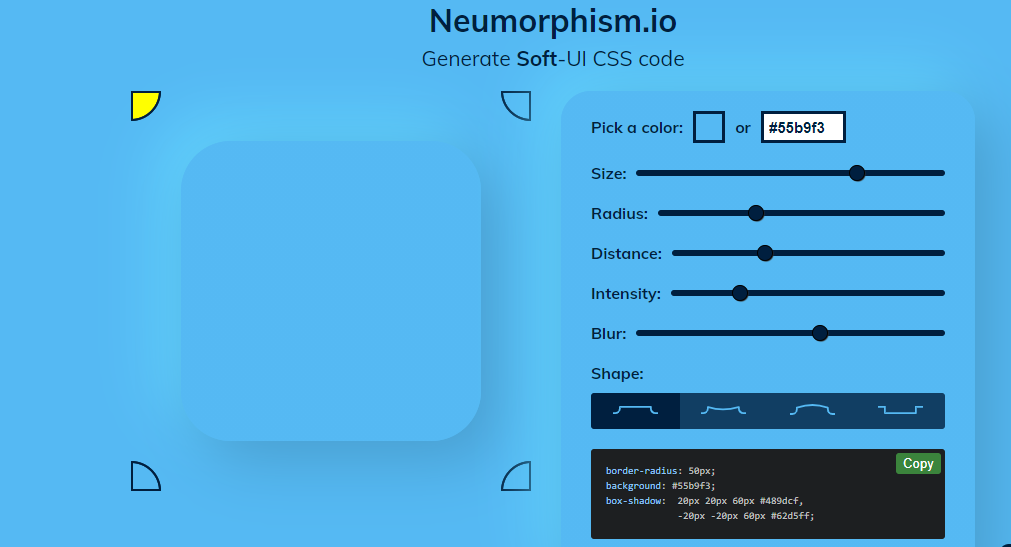 Neumorphism.io
Generate Soft-UI CSS code
Pick a color: or #55b9f3
Size:
Radius:
Distance:
Intensity:
Blur:
Shape:
Copy
border-radius: 50px;
background: #55b9f3;
box-shadow: 20px 20px 60px #489dcf,
-20px -20px 60px #62d5ff;